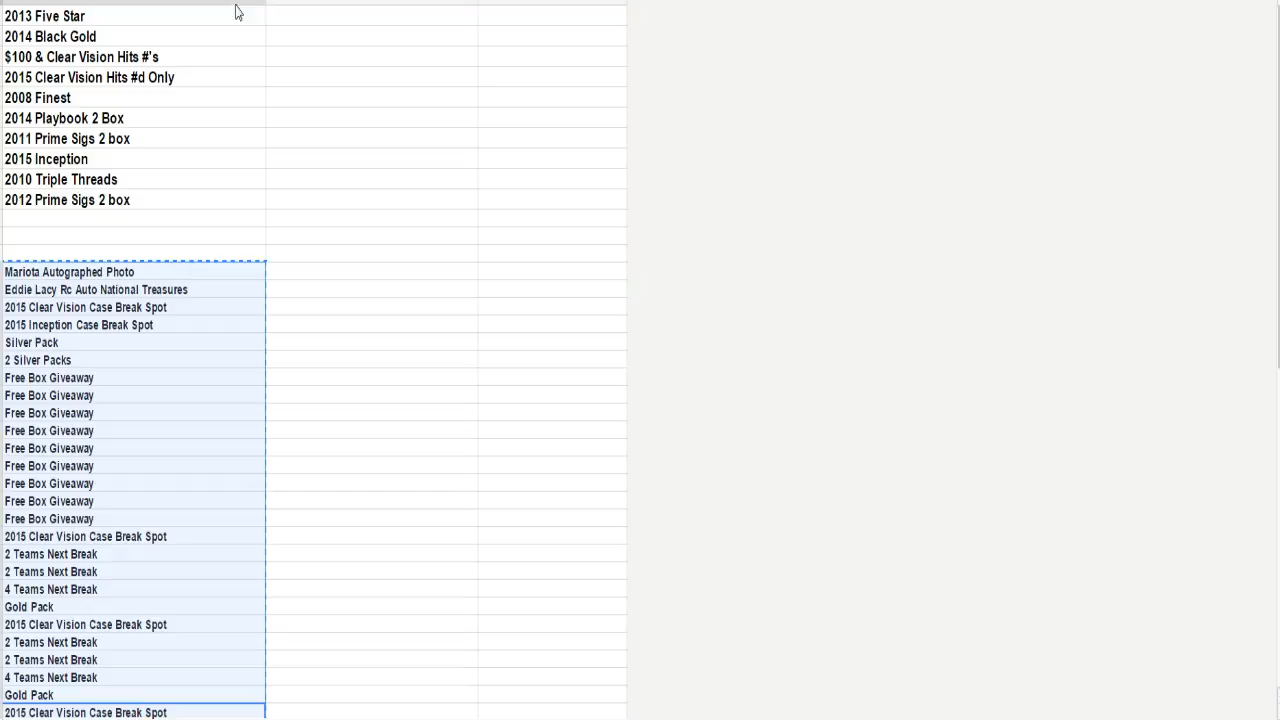 2013 Five Star
2014 Black Gold
$100 & Clear Vision Hits #'s
2015 Clear Vision Hits #d Only
2008 Finest
2014 Playbook 2 Box
2011 Prime Sigs 2 box
2015 Inception
2010 Triple Threads
2012 Prime Sigs 2 box
Mariota Autographed Photo
Eddie Lacy Rc Auto National Treasures
2015 Clear Vision Case Break Spot
2015 Inception Case Break Spot
Silver Pack
2 Silver Packs
Free Box Giveaway
Free Box Giveaway
Free Box Giveaway
Free Box Giveaway
Free Box Giveaway
Free Box Giveaway
Free Box Giveaway
Free Box Giveaway
Free Box Giveaway
2015 Clear Vision Case Break Spot
2 Teams Next Break
2 Teams Next Break
4 Teams Next Break
Gold Pack
2015 Clear Vision Case Break Spot
2 Teams Next Break
2 Teams Next Break
4 Teams Next Break
Gold Pack
2015 Clear Vision Case Break Spot